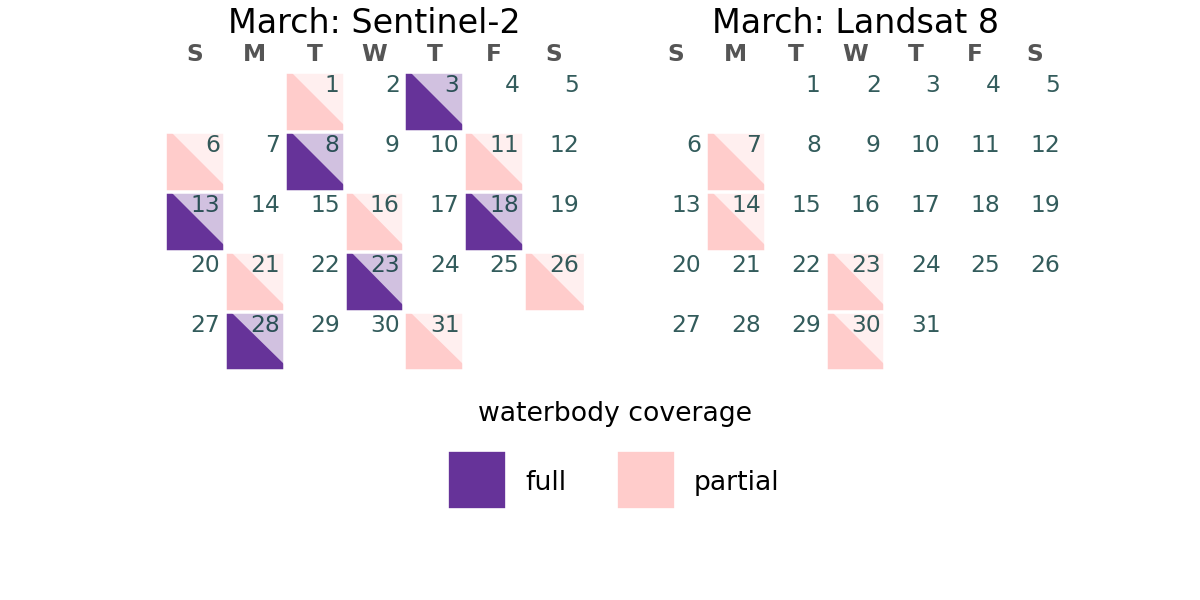 March: Sentinel-2
S M T W T F S
1 2 3 4 5
6 7 8 9 10 11 12
13 14 15 16 17 18 19
20 21 22 23 24 25 26
27 28 29 30 31
March: Landsat 8
S M T W T F S
1 2 3 4 5
6 7 8 9 10 11 12
13 14 15 16 17 18 19
20 21 22 23 24 25 26
27 28 29 30 31
waterbody coverage
full
partial